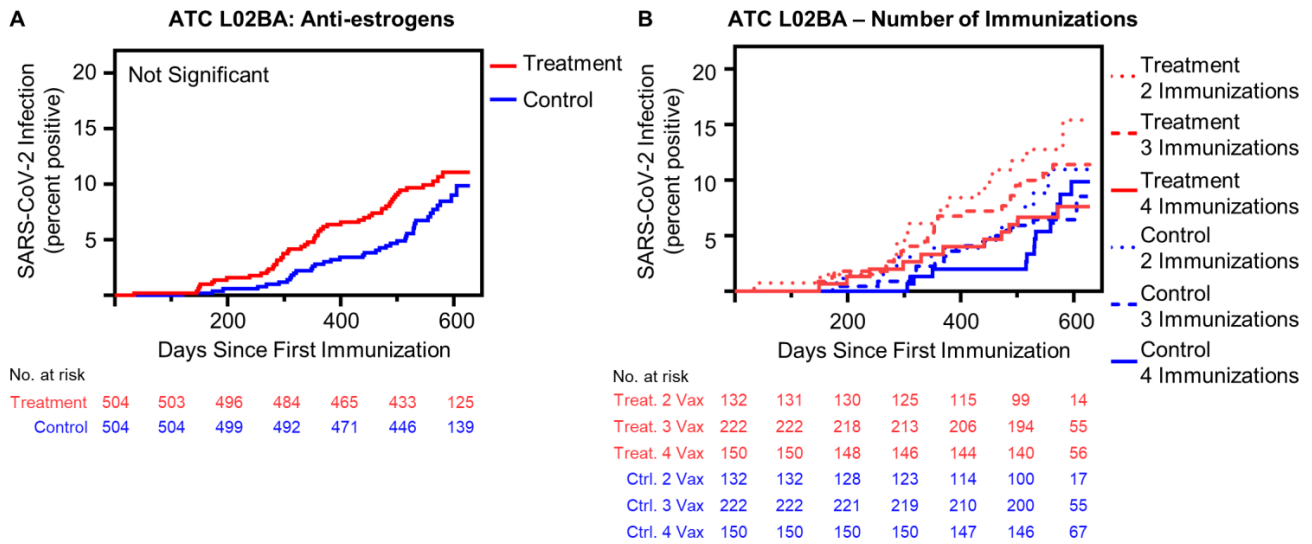 A
ATC L02BA: Anti-estrogens
SARS-CoV-2 Infection
(percent positive)
20
15
10
5
Not Significant
Treatment
Control
200
400
600
Days Since First Immunization
No. at risk
Treatment 504 503 496 484 465 433 125
Control 504 504 499 492 471 446 139
B
ATC L02BA – Number of Immunizations
SARS-CoV-2 Infection
(percent positive)
20
15
10
5
200
400
600
Days Since First Immunization
Treatment
2 Immunizations
Treatment
3 Immunizations
Treatment
4 Immunizations
Control
2 Immunizations
Control
3 Immunizations
Control
4 Immunizations
No. at risk
Treat. 2 Vax 132 131 130 125 115 99 14
Treat. 3 Vax 222 222 218 213 206 194 55
Treat. 4 Vax 150 150 148 146 144 140 56
Ctrl. 2 Vax 132 132 128 123 114 100 17
Ctrl. 3 Vax 222 222 221 219 210 200 55
Ctrl. 4 Vax 150 150 150 150 147 146 67